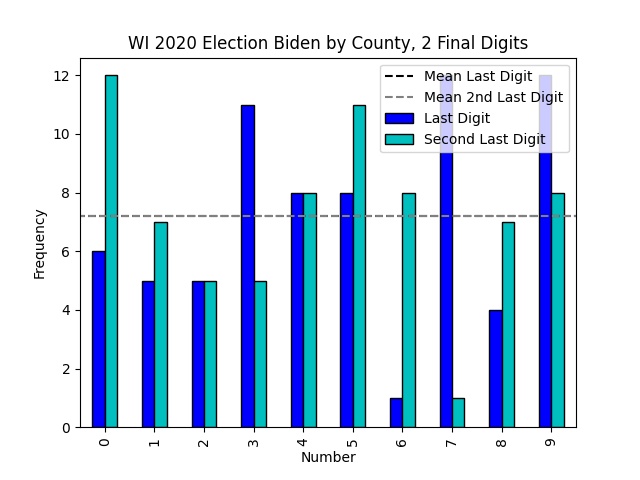 WI 2020 Election Biden by County, 2 Final Digits
12
10
8
6
4
2
0
Frequency
Mean Last Digit
Mean 2nd Last Digit
Last Digit
Second Last Digit
0 1 2 3 4 5 6 7 8 9
Number